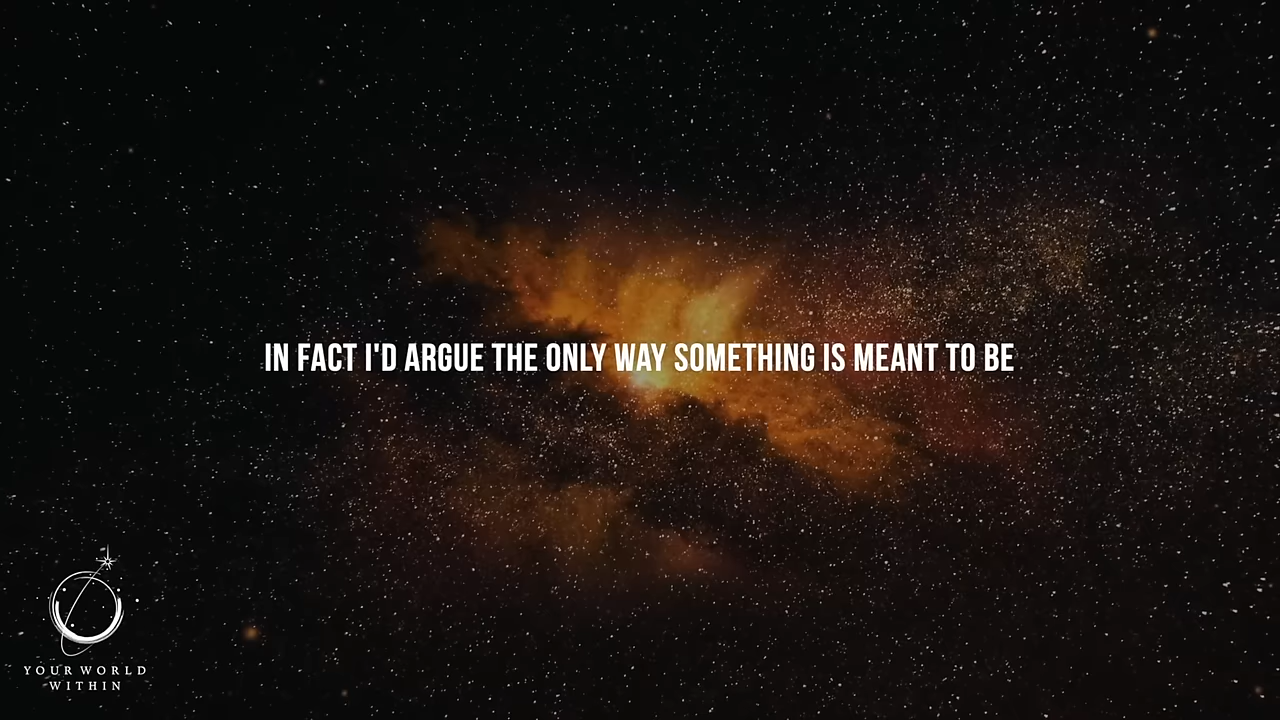 IN FACT I'D ARGUE THE ONLY WAY SOMETHING IS MEANT TO BE
YOUR WORLD
WITHIN